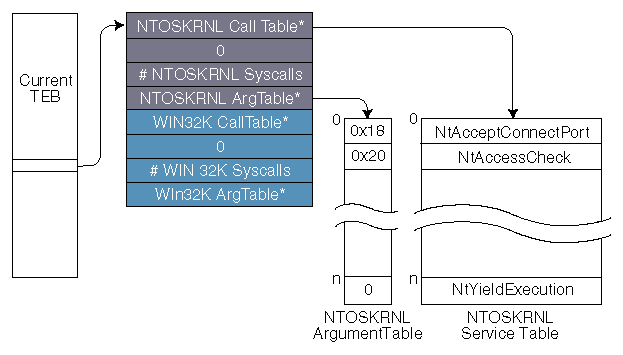 Current
TEB
NTOSKRNL Call Table*
0
# NTOSKRNL Syscalls
NTOSKRNL ArgTable*
WIN32K CallTable*
0
# WIN 32K Syscalls
WIn32K ArgTable*
0
0x18
0x20
n
0
NTOSKRNL
ArgumentTable
0
NtAcceptConnectPort
NtAccessCheck
n
NtYieldExecution
NTOSKRNL
Service Table